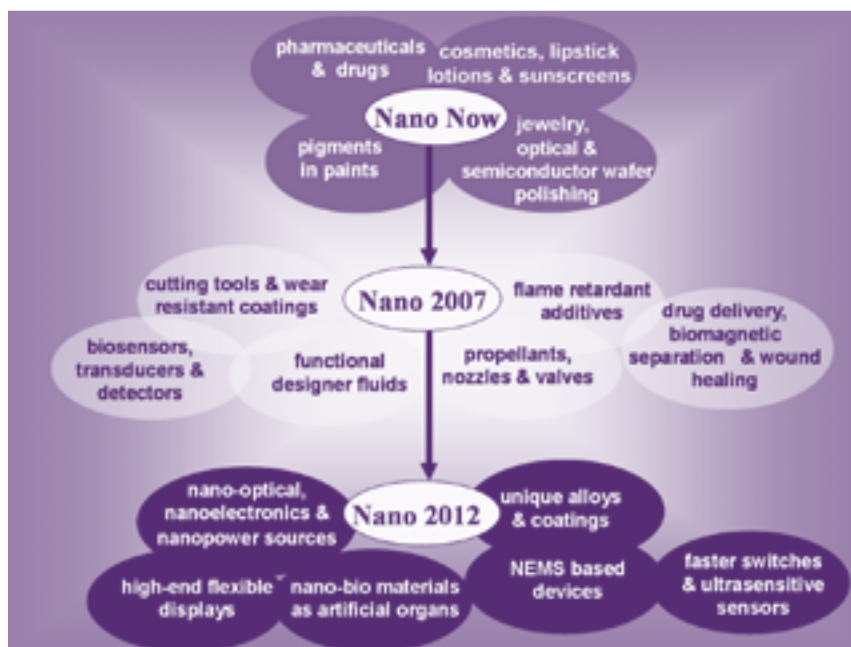 pharmaceuticals
& drugs
cosmetics, lipstick
lotions & sunscreens
Nano Now
pigments
in paints
jewelry,
optical &
semiconductor wafer
polishing
cutting tools & wear
resistant coatings
Nano 2007
flame retardant
additives
drug delivery,
biomagnetic
separation & wound
healing
biosensors,
transducers &
detectors
functional
designer fluids
propellants,
nozzles & valves
nano-optical,
nanoelectronics &
nanopower sources
Nano 2012
unique alloys
& coatings
high-end flexible
displays
nano-bio materials
as artificial organs
NEMS based
devices
faster switches
& ultrasensitive
sensors